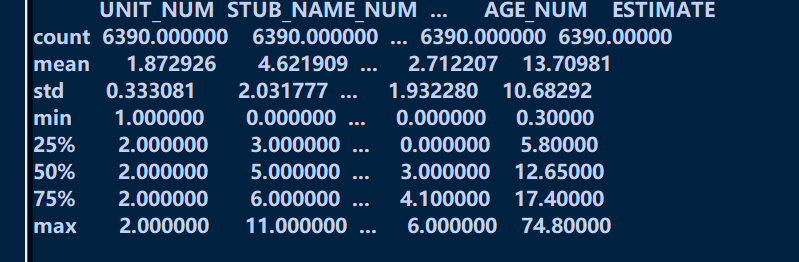 UNIT_NUM STUB_NAME_NUM ... AGE_NUM ESTIMATE
count 6390.000000 6390.000000 ... 6390.000000 6390.00000
mean 1.872926 4.621909 ... 2.712207 13.70981
std 0.333081 2.031777 ... 1.932280 10.68292
min 1.000000 0.000000 ... 0.000000 0.30000
25% 2.000000 3.000000 ... 0.000000 5.80000
50% 2.000000 5.000000 ... 3.000000 12.65000
75% 2.000000 6.000000 ... 4.100000 17.40000
max 2.000000 11.000000 ... 6.000000 74.80000